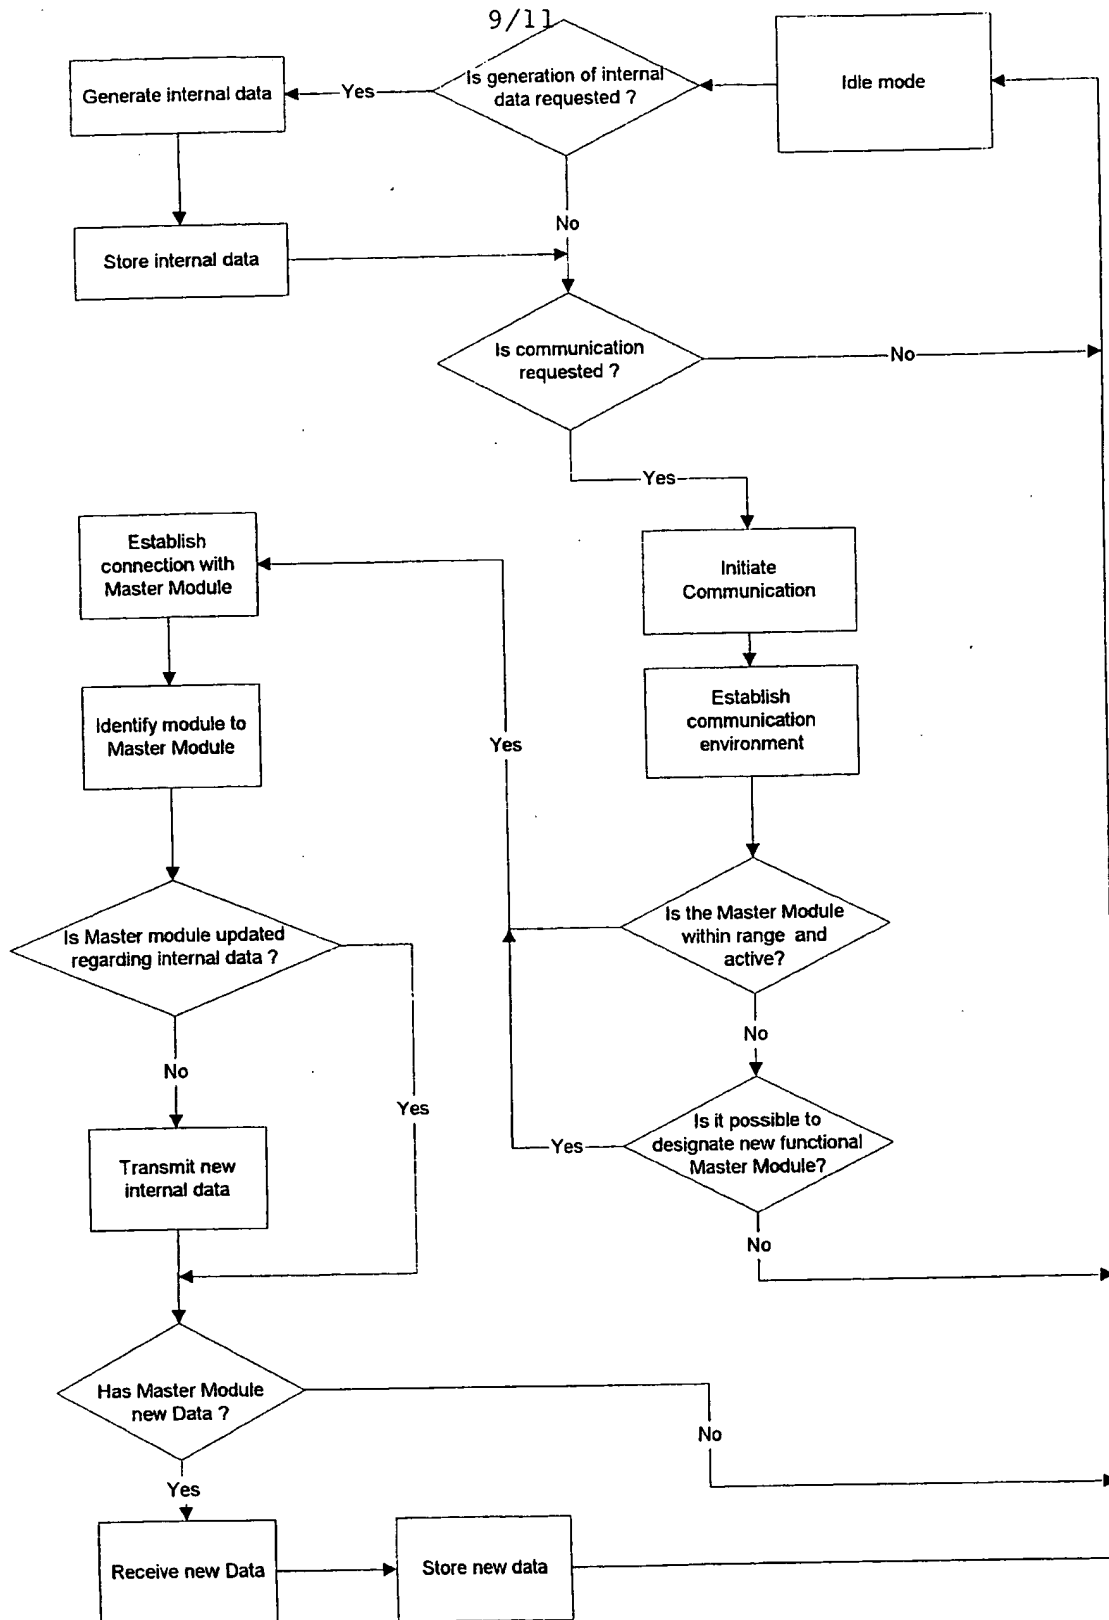 9/11
Is generation of internal
data requested ?
Idle mode
Yes
Generate internal data
No
Store internal data
Is communication
requested ?
No
Yes
Establish
connection with
Master Module
Initiate
Communication
Identify module to
Master Module
Establish
communication
environment
Yes
Is Master module updated
regarding internal data ?
Is the Master Module
within range and
active?
No
No
Yes
Is it possible to
designate new functional
Master Module?
Yes
Transmit new
internal data
No
Has Master Module
new Data ?
No
Yes
Receive new Data
Store new data